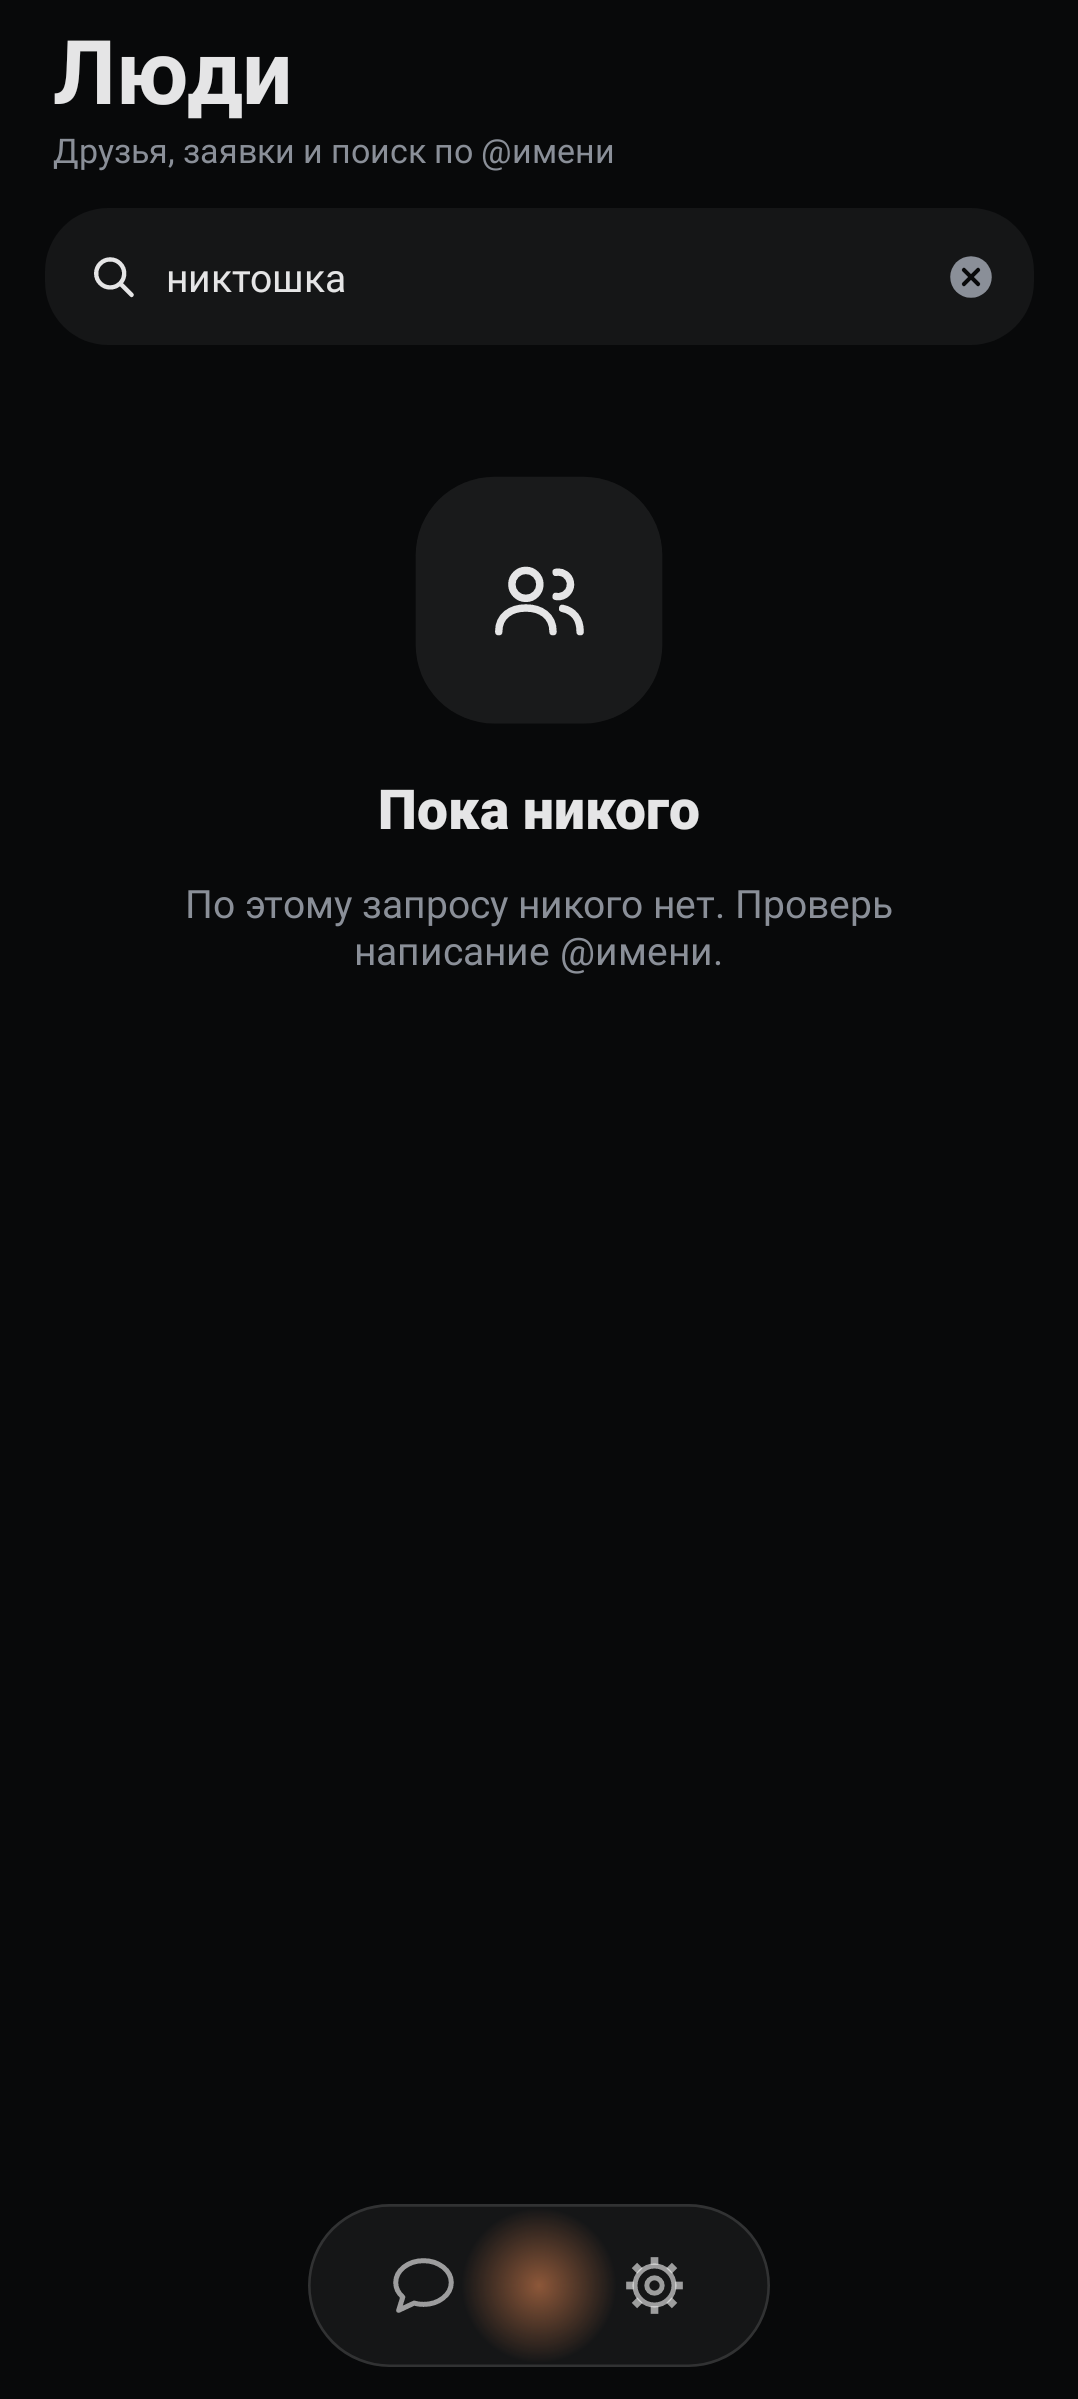 Люди
Друзья, заявки и поиск по @имени
никтошка
Пока никого
По этому запросу никого нет. Проверь
написание @имени.